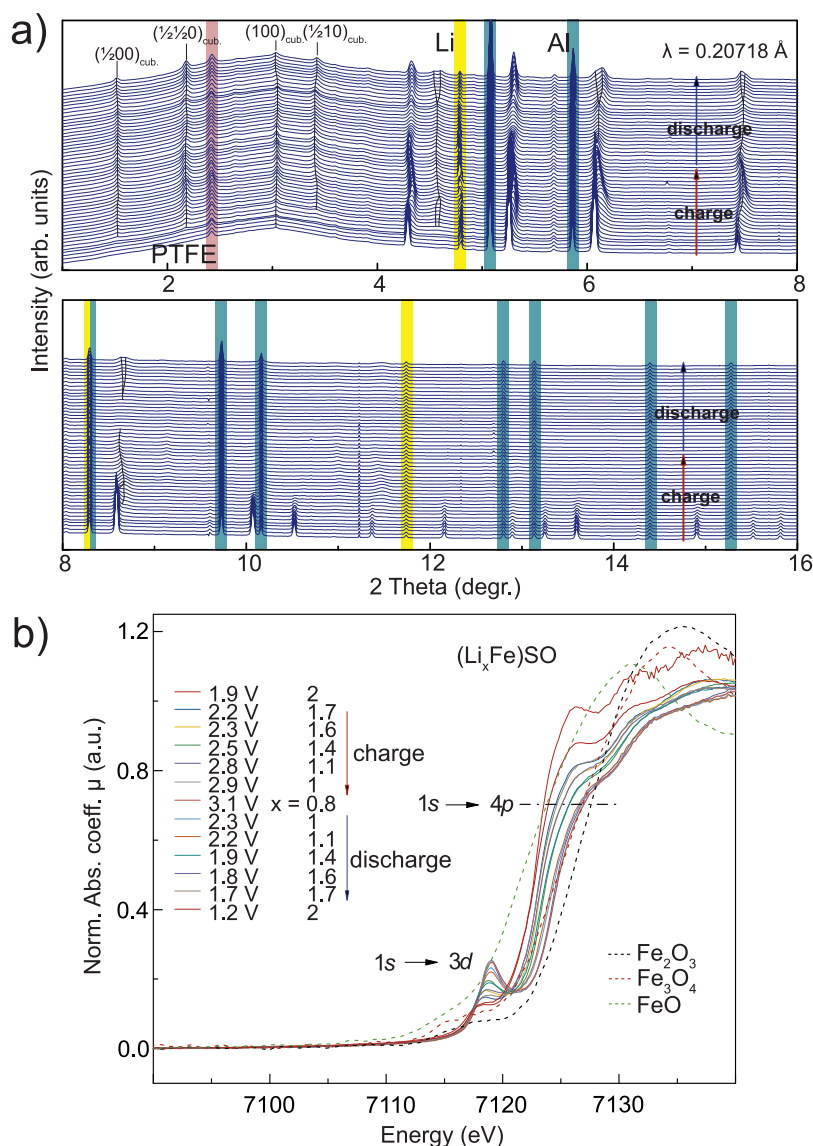 a)
(½00)cub. (½½0)cub. (100)cub. (½10)cub.
Li
Al
λ = 0.20718 Å
discharge
charge
PTFE
2 4 6 8
Intensity (arb. units)
discharge
charge
8 10 12 14 16
2 Theta (degr.)
b)
(LixFe)SO
1.2
0.8
0.4
0.0
Norm. Abs. coeff. μ (a.u.)
1.9 V 2
2.2 V 1.7
2.3 V 1.6
2.5 V 1.4
2.8 V 1.1
2.9 V 1
3.1 V x = 0.8
2.3 V 1
2.2 V 1.1
1.9 V 1.4
1.8 V 1.6
1.7 V 1.7
1.2 V 2
charge
discharge
1s → 4p
1s → 3d
Fe2O3
Fe3O4
FeO
7100 7110 7120 7130
Energy (eV)